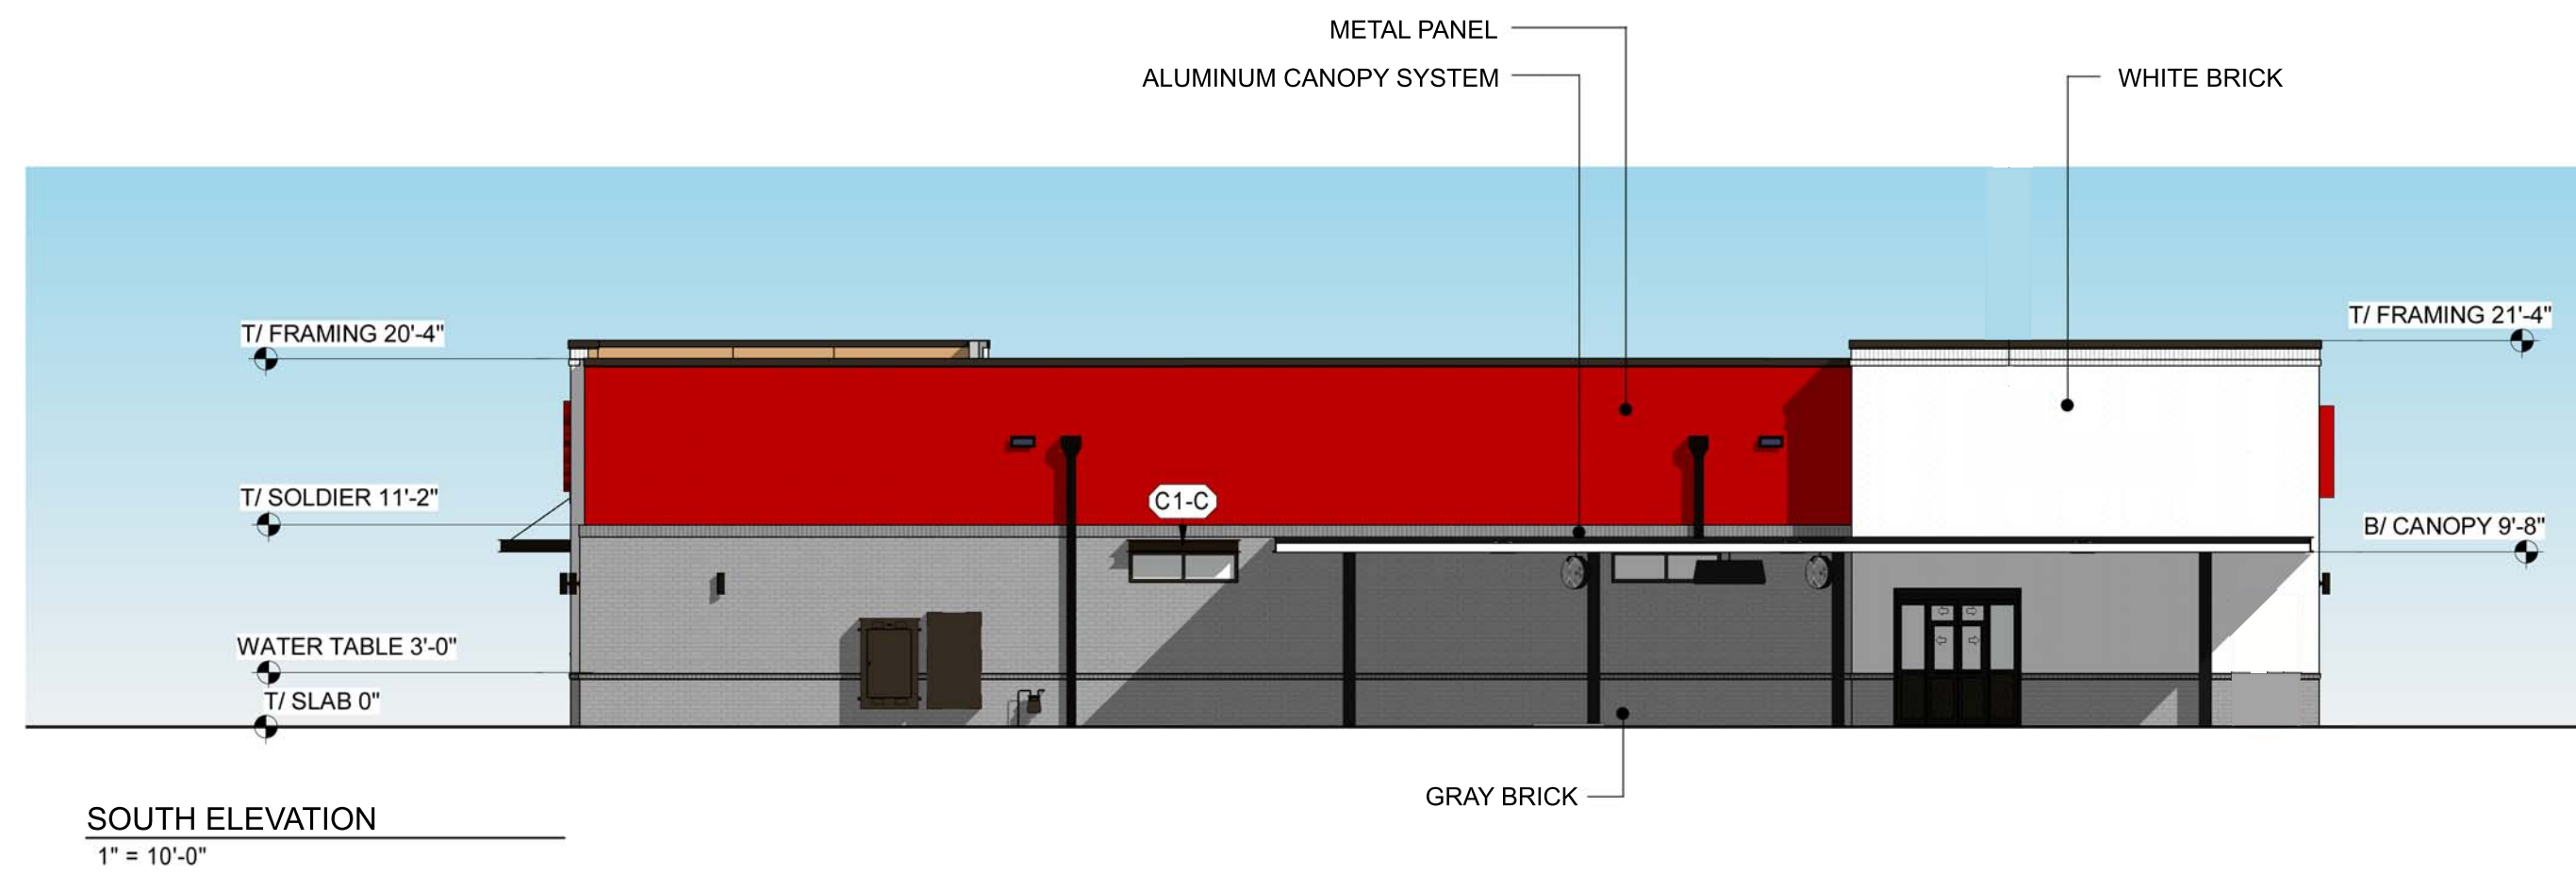 METAL PANEL
ALUMINUM CANOPY SYSTEM
WHITE BRICK
T/ FRAMING 20'-4"
T/ FRAMING 21'-4"
T/ SOLDIER 11'-2"
C1-C
B/ CANOPY 9'-8"
WATER TABLE 3'-0"
T/ SLAB 0"
GRAY BRICK
SOUTH ELEVATION
1" = 10'-0"